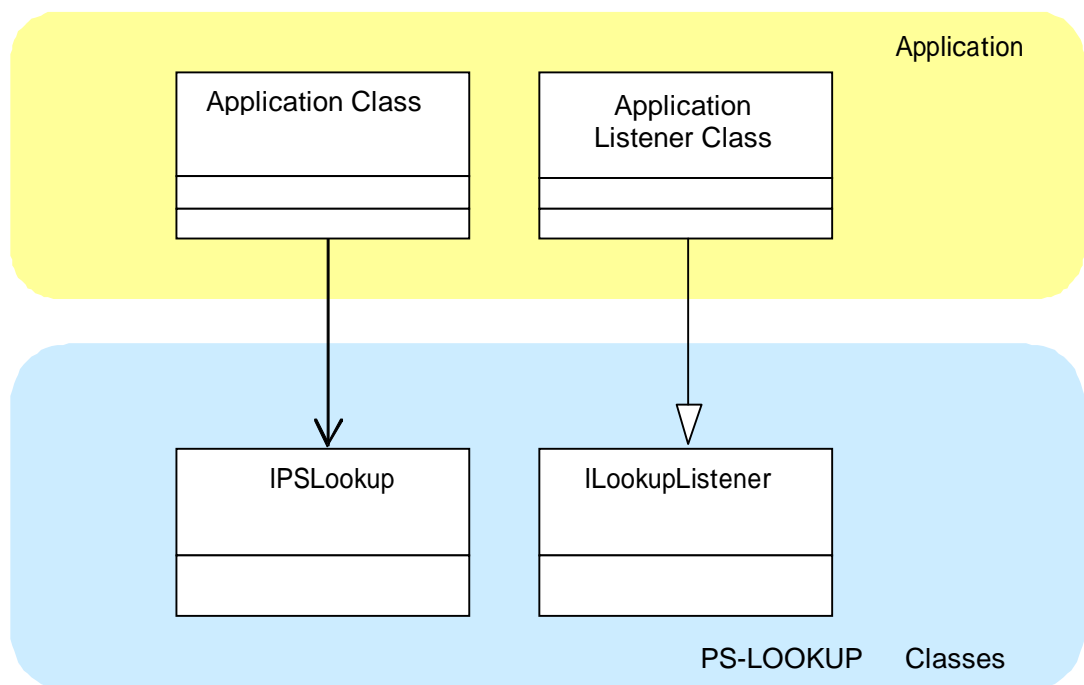 Application
Application Class
Application
Listener Class
IPSLookup
ILookupListener
PS-LOOKUP Classes